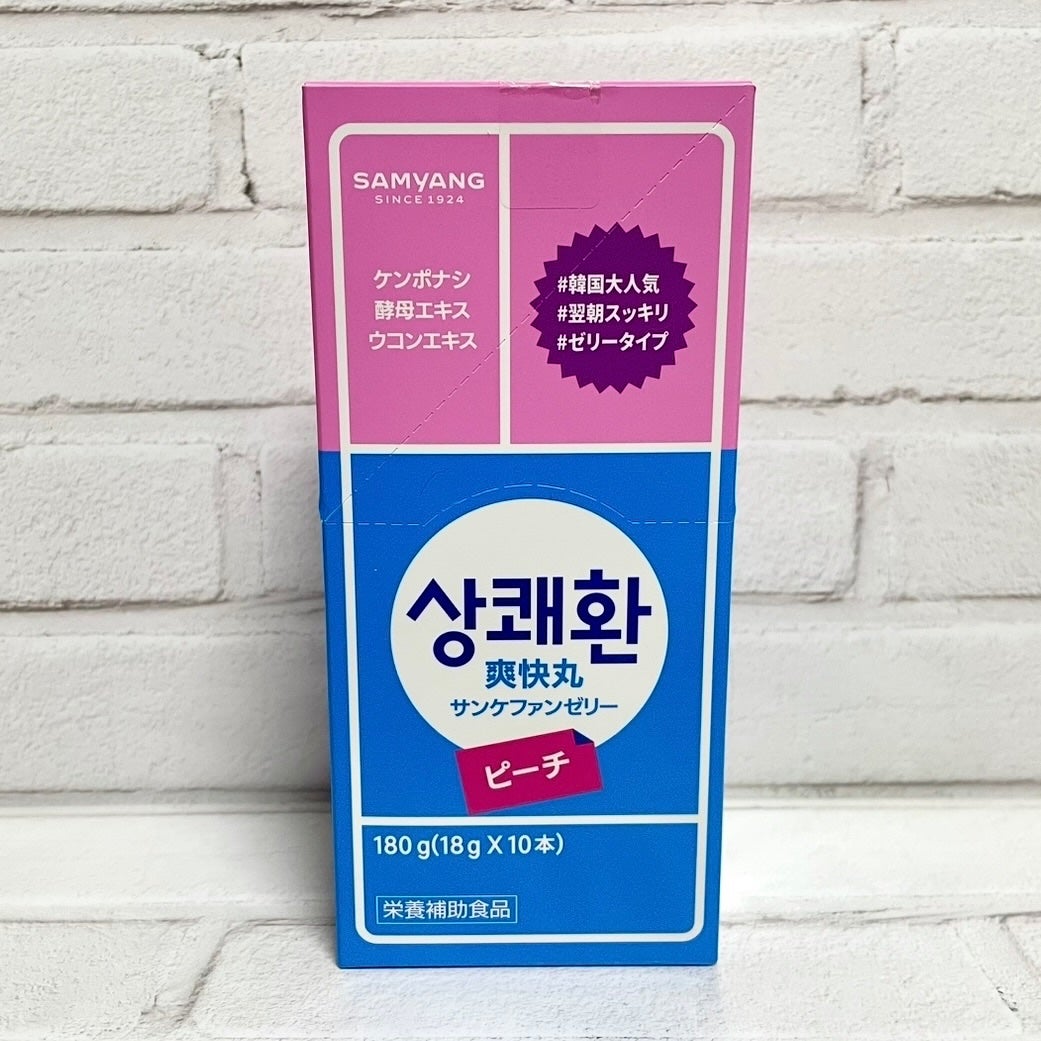 SAMYANG
SINCE 1924
ケンポナシ
酵母エキス
ウコンエキス
#韓国大人気
#翌朝スッキリ
#ゼリータイプ
상쾌환
爽快丸
サンケファンゼリー
ピーチ
180 g(18 g X 10本)
栄養補助食品